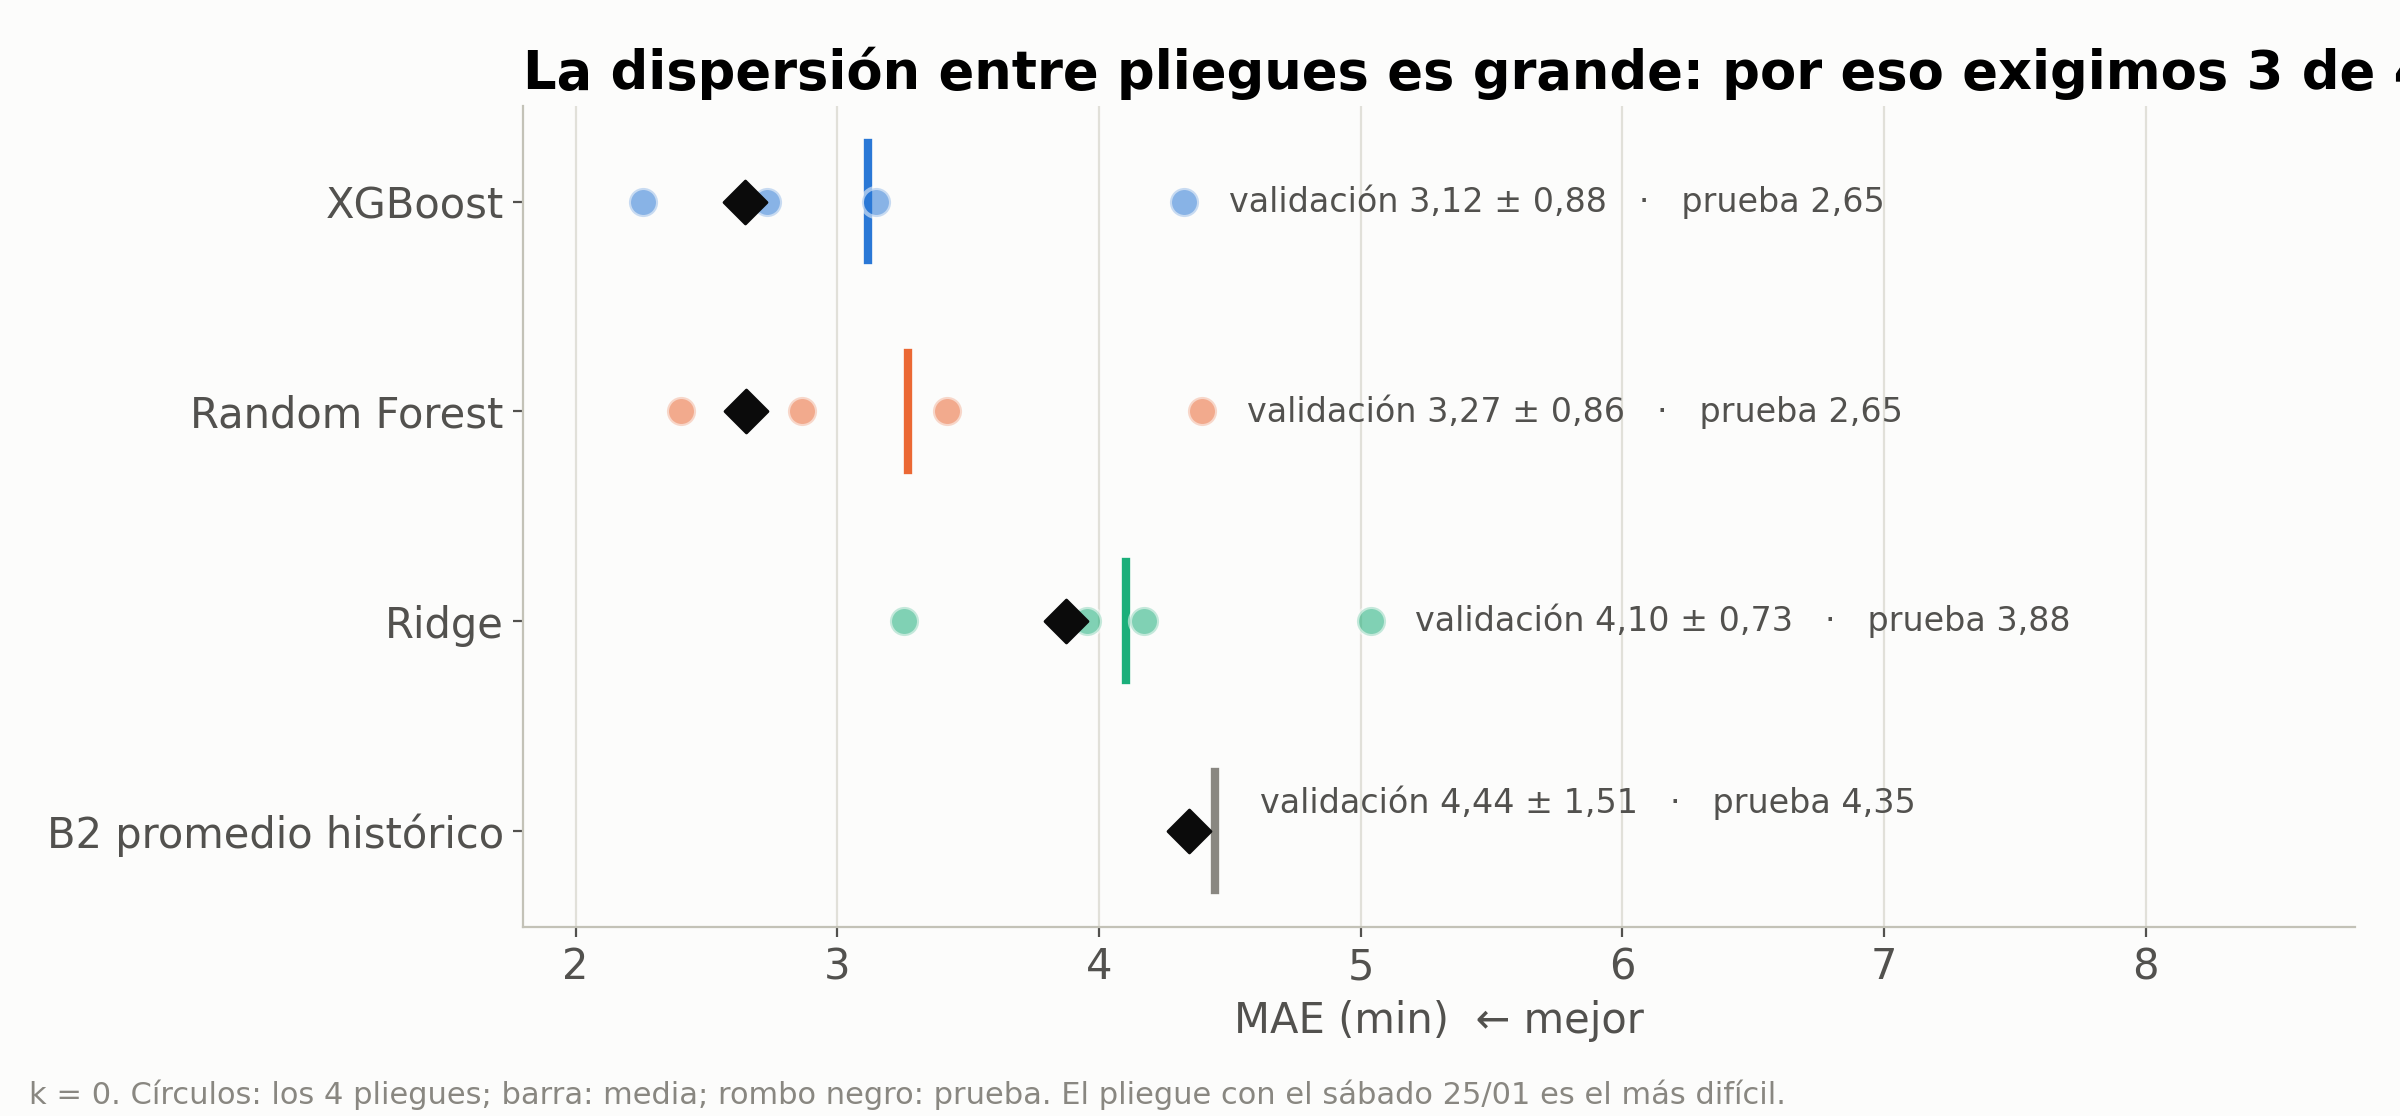 La dispersión entre pliegues es grande: por eso exigimos 3 de
XGBoost
validación 3,12 ± 0,88 · prueba 2,65
Random Forest
validación 3,27 ± 0,86 · prueba 2,65
Ridge
validación 4,10 ± 0,73 · prueba 3,88
B2 promedio histórico
validación 4,44 ± 1,51 · prueba 4,35
2 3 4 5 6 7 8
MAE (min) ← mejor
k = 0. Círculos: los 4 pliegues; barra: media; rombo negro: prueba. El pliegue con el sábado 25/01 es el más difícil.